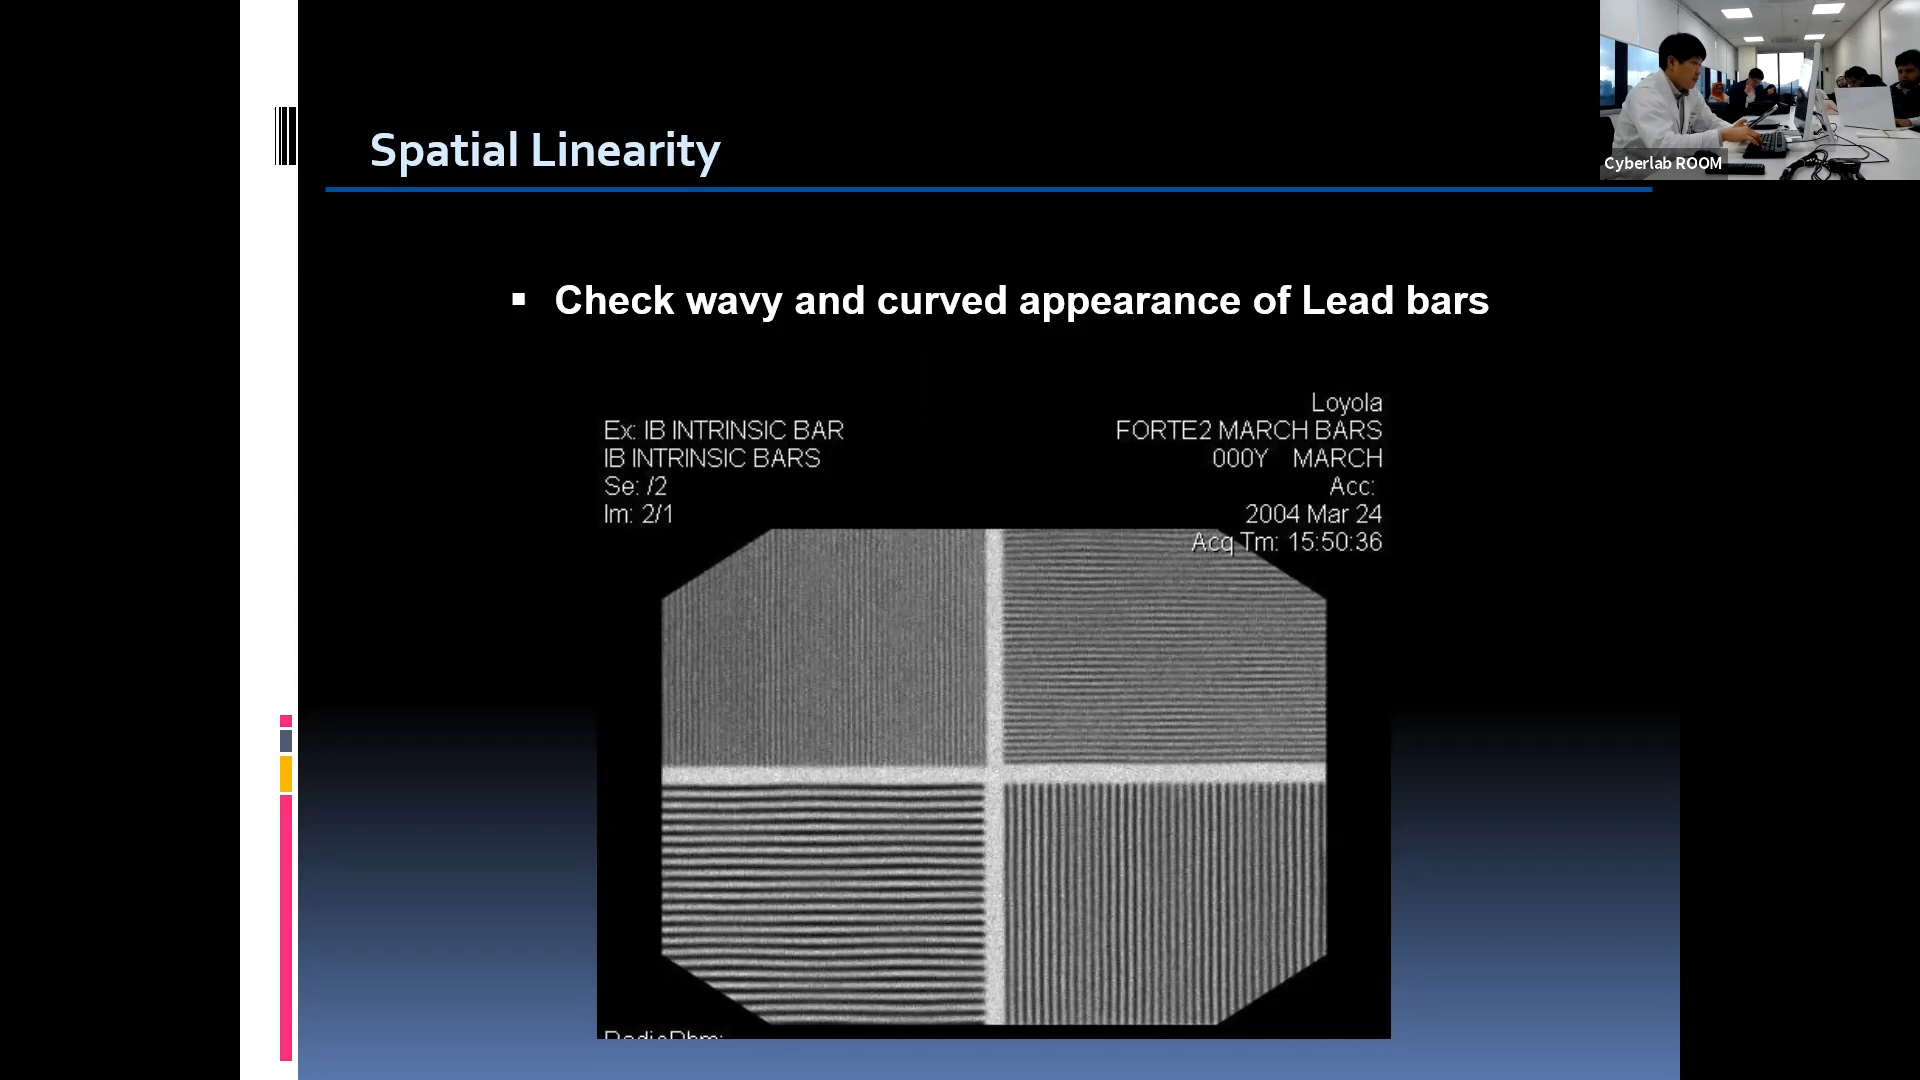 Spatial Linearity
Cyberlab ROOM
Check wavy and curved appearance of Lead bars
Ex: IB INTRINSIC BAR
IB INTRINSIC BARS
Se: /2
Im: 2/1
Loyola
FORTE2 MARCH BARS
000Y MARCH
Acc:
2004 Mar 24
Acq Tm: 15:50:36